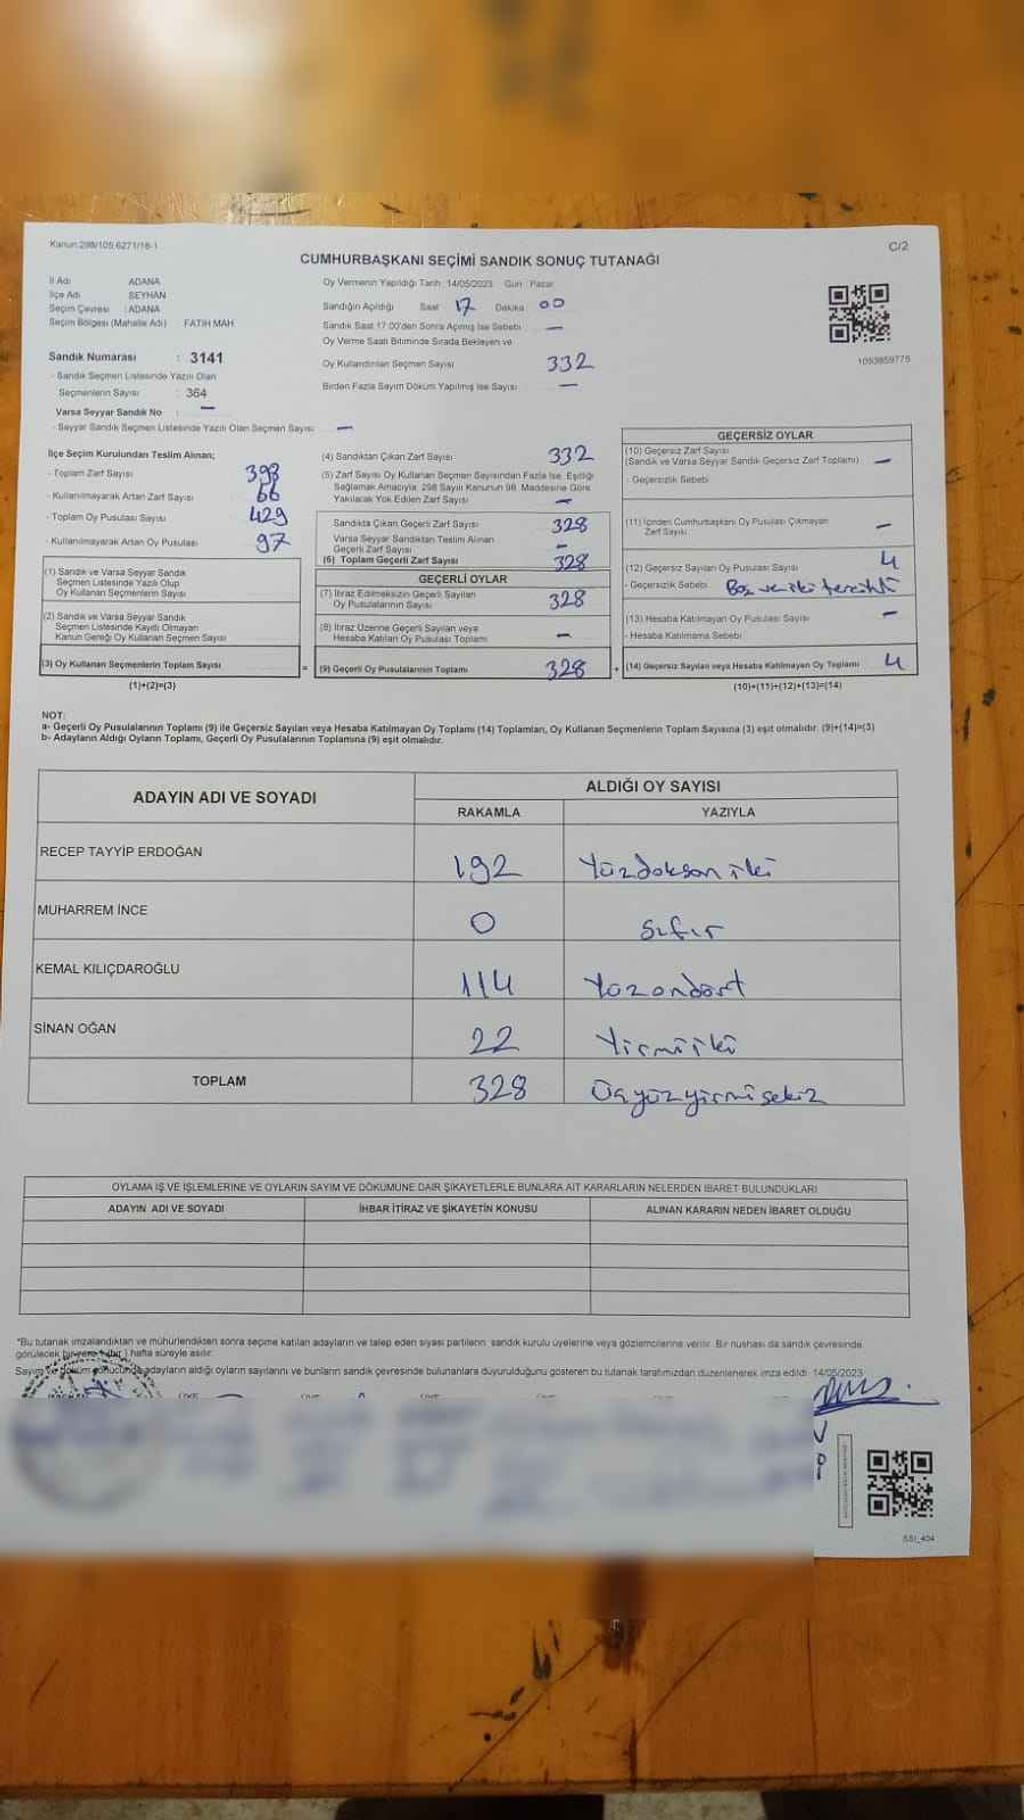 Kanun:298/105,6271/18-1
C/2
CUMHURBAŞKANI SEÇİMİ SANDIK SONUÇ TUTANAĞI
İl Adı : ADANA
İlçe Adı : SEYHAN
Seçim Çevresi : ADANA
Seçim Bölgesi (Mahalle Adı) : FATİH MAH.
Oy Vermenin Yapıldığı Tarih: 14/05/2023 Gün : Pazar
Sandığın Açıldığı Saat 17 Dakika 00
Sandık Saat 17.00'den Sonra Açılmış İse Sebebi —
Oy Verme Saati Bitiminde Sırada Bekleyen ve
Oy Kullandırılan Seçmen Sayısı 332
Birden Fazla Sayım Döküm Yapılmış İse Sayısı —
1093859775
Sandık Numarası : 3141
- Sandık Seçmen Listesinde Yazılı Olan
Seçmenlerin Sayısı : 364
Varsa Seyyar Sandık No : —
- Seyyar Sandık Seçmen Listesinde Yazılı Olan Seçmen Sayısı : —
İlçe Seçim Kurulundan Teslim Alınan;
- Toplam Zarf Sayısı 398
- Kullanılmayarak Artan Zarf Sayısı 66
- Toplam Oy Pusulası Sayısı 429
- Kullanılmayarak Artan Oy Pusulası 97
(1) Sandık ve Varsa Seyyar Sandık
Seçmen Listesinde Yazılı Olup
Oy Kullanan Seçmenlerin Sayısı
(2) Sandık ve Varsa Seyyar Sandık
Seçmen Listesinde Kayıtlı Olmayan
Kanun Gereği Oy Kullanan Seçmen Sayısı
(3) Oy Kullanan Seçmenlerin Toplam Sayısı
(1)+(2)=(3)
(4) Sandıktan Çıkan Zarf Sayısı 332
(5) Zarf Sayısı Oy Kullanan Seçmen Sayısından Fazla İse, Eşitliği
Sağlamak Amacıyla, 298 Sayılı Kanunun 98. Maddesine Göre
Yakılarak Yok Edilen Zarf Sayısı —
Sandıkta Çıkan Geçerli Zarf Sayısı 328
Varsa Seyyar Sandıktan Teslim Alınan
Geçerli Zarf Sayısı —
(6) Toplam Geçerli Zarf Sayısı 328
GEÇERLİ OYLAR
(7) İtiraz Edilmeksizin Geçerli Sayılan
Oy Pusulalarının Sayısı 328
(8) İtiraz Üzerine Geçerli Sayılan veya
Hesaba Katılan Oy Pusulası Toplamı —
= (9) Geçerli Oy Pusulalarının Toplamı 328
GEÇERSİZ OYLAR
(10) Geçersiz Zarf Sayısı
(Sandık ve Varsa Seyyar Sandık Geçersiz Zarf Toplamı) —
- Geçersizlik Sebebi
(11) İçinden Cumhurbaşkanı Oy Pusulası Çıkmayan
Zarf Sayısı —
(12) Geçersiz Sayılan Oy Pusulası Sayısı 4
- Geçersizlik Sebebi Boş ve iki tercihli
(13) Hesaba Katılmayan Oy Pusula Sayısı —
- Hesaba Katılmama Sebebi
+ (14) Geçersiz Sayılan veya Hesaba Katılmayan Oy Toplamı 4
(10)+(11)+(12)+(13)=(14)
NOT:
a- Geçerli Oy Pusulalarının Toplamı (9) ile Geçersiz Sayılan veya Hesaba Katılmayan Oy Toplamı (14) Toplamları, Oy Kullanan Seçmenlerin Toplam Sayısına (3) eşit olmalıdır. (9)+(14)=(3)
b- Adayların Aldığı Oyların Toplamı, Geçerli Oy Pusulalarının Toplamına (9) eşit olmalıdır.
ADAYIN ADI VE SOYADI
ALDIĞI OY SAYISI
RAKAMLA YAZIYLA
RECEP TAYYİP ERDOĞAN 192 Yüzdoksan iki
MUHARREM İNCE 0 Sıfır
KEMAL KILIÇDAROĞLU 114 Yüzondört
SİNAN OĞAN 22 Yirmiiki
TOPLAM 328 Üçyüzyirmisekiz
OYLAMA İŞ VE İŞLEMLERİNE VE OYLARIN SAYIM VE DÖKÜMÜNE DAİR ŞİKAYETLERLE BUNLARA AİT KARARLARIN NELERDEN İBARET BULUNDUKLARI
ADAYIN ADI VE SOYADI İHBAR İTİRAZ VE ŞİKAYETİN KONUSU ALINAN KARARIN NEDEN İBARET OLDUĞU
*Bu tutanak imzalandıktan ve mühürlendikten sonra seçime katılan adayların ve talep eden siyasi partilerin sandık kurulu üyelerine veya gözlemcilerine verilir. Bir nüshası da sandık çevresinde
görülecek bir yere 1 (bir) hafta süreyle asılır.
Sayım ve döküm sonucunda adayların aldığı oyların sayılarını ve bunların sandık çevresinde bulunanlara duyurulduğunu gösteren bu tutanak tarafımızdan düzenlenerek imza edildi. 14/05/2023
SSI_404